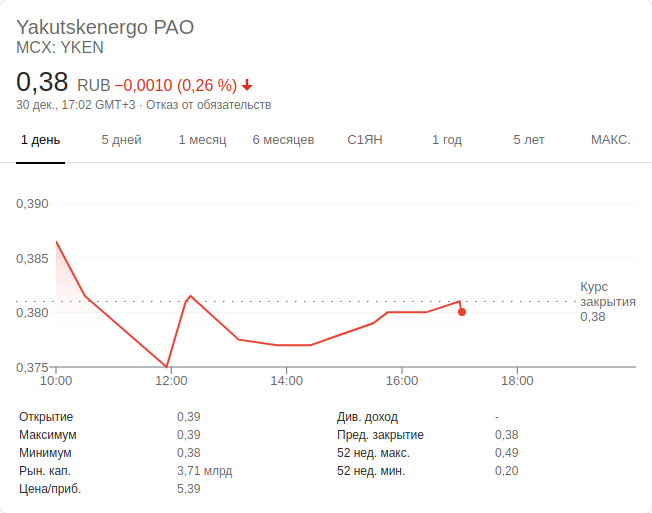 Yakutskenergo PAO
MCX: YKEN
0,38 RUB −0,0010 (0,26 %)
30 дек., 17:02 GMT+3 · Отказ от обязательств
1 день 5 дней 1 месяц 6 месяцев С1ЯН 1 год 5 лет МАКС.
0,390
0,385
Курс
закрытия
0,38
0,380
0,375
10:00 12:00 14:00 16:00 18:00
Открытие 0,39 Див. доход -
Максимум 0,39 Пред. закрытие 0,38
Минимум 0,38 52 нед. макс. 0,49
Рын. кап. 3,71 млрд 52 нед. мин. 0,20
Цена/приб. 5,39